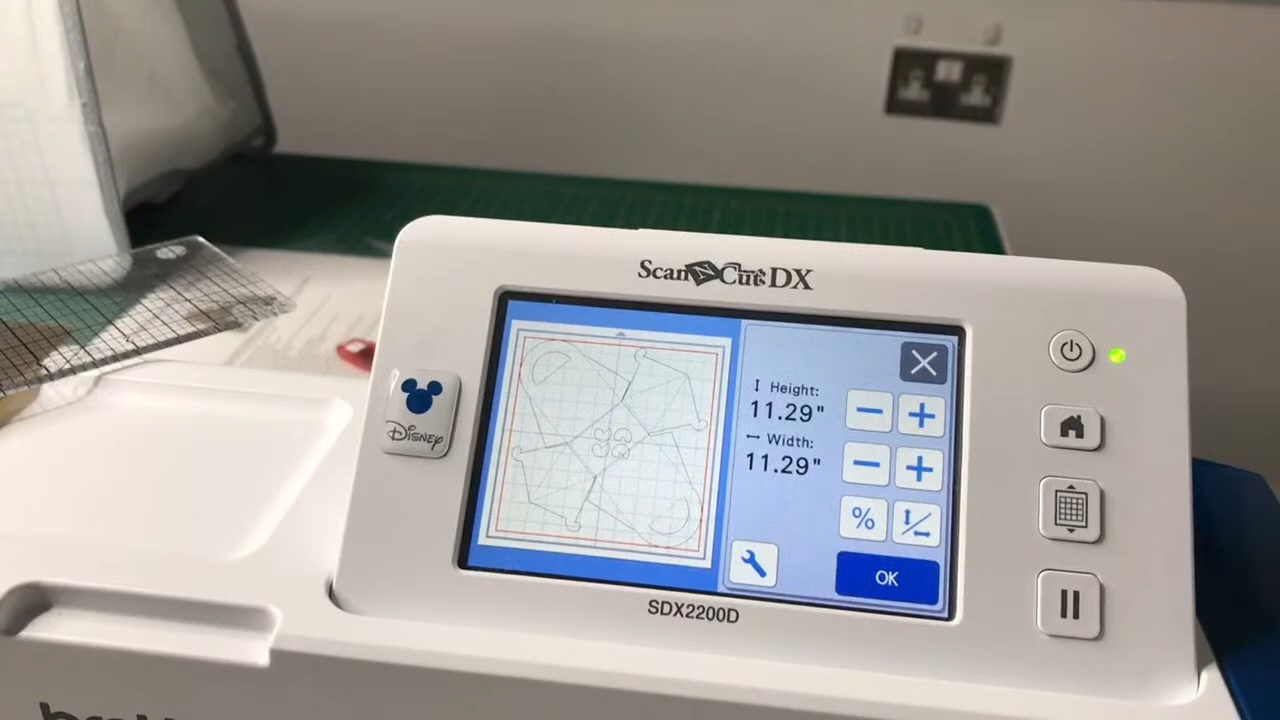 ScanNCut DX
DISNEY
Height:
11.29"
Width:
11.29"
%
OK
SDX2200D